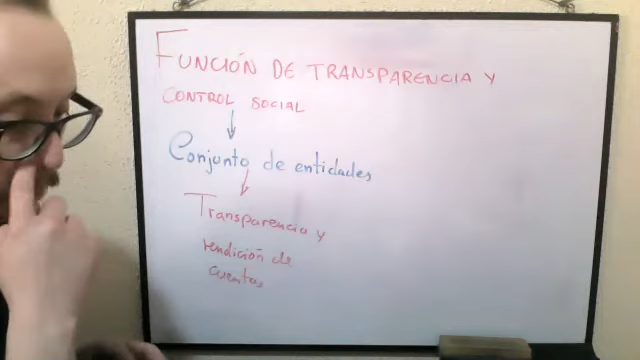 FUNCIÓN DE TRANSPARENCIA Y
CONTROL SOCIAL
Conjunto de entidades
Transparencia y
rendición de
cuentas